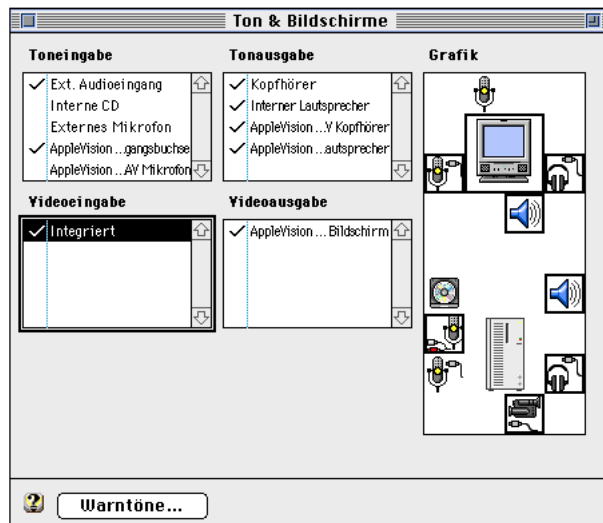 Ton & Bildschirme
Toneingabe
Ext. Audioeingang
Interne CD
Externes Mikrofon
AppleVision ...gangsbuchse
AppleVision ...AV Mikrofon
Tonausgabe
Kopfhörer
Interner Lautsprecher
AppleVision ...V Kopfhörer
AppleVision ...autsprecher
Grafik
Videoeingabe
Integriert
Videoausgabe
AppleVision ... Bildschirm
Warntöne...